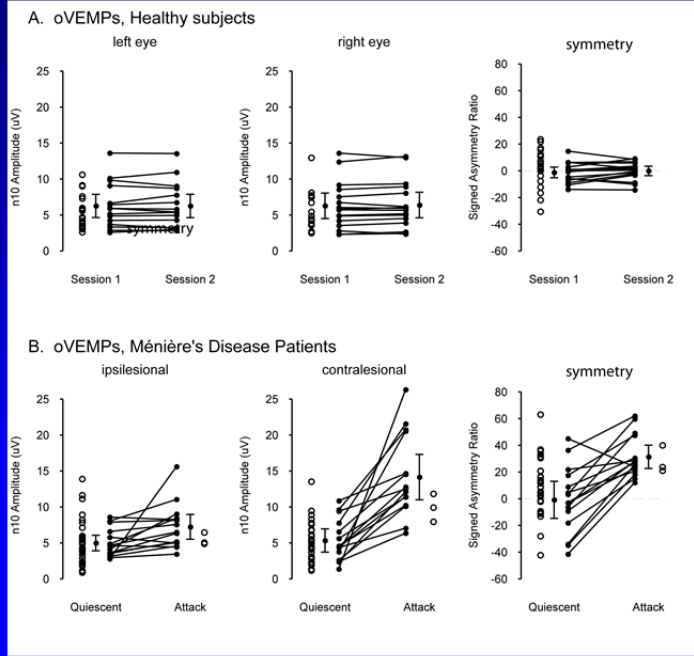 A. oVEMPs, Healthy subjects
left eye
right eye
symmetry
n10 Amplitude (uV)
25
20
15
10
5
0
symmetry
Session 1
Session 2
n10 Amplitude (uV)
25
20
15
10
5
0
Session 1
Session 2
Signed Asymmetry Ratio
80
60
40
20
0
-20
-40
-60
Session 1
Session 2
B. oVEMPs, Ménière's Disease Patients
ipsilesional
contralesional
symmetry
n10 Amplitude (uV)
25
20
15
10
5
0
Quiescent
Attack
n10 Amplitude (uV)
25
20
15
10
5
0
Quiescent
Attack
Signed Asymmetry Ratio
80
60
40
20
0
-20
-40
-60
Quiescent
Attack